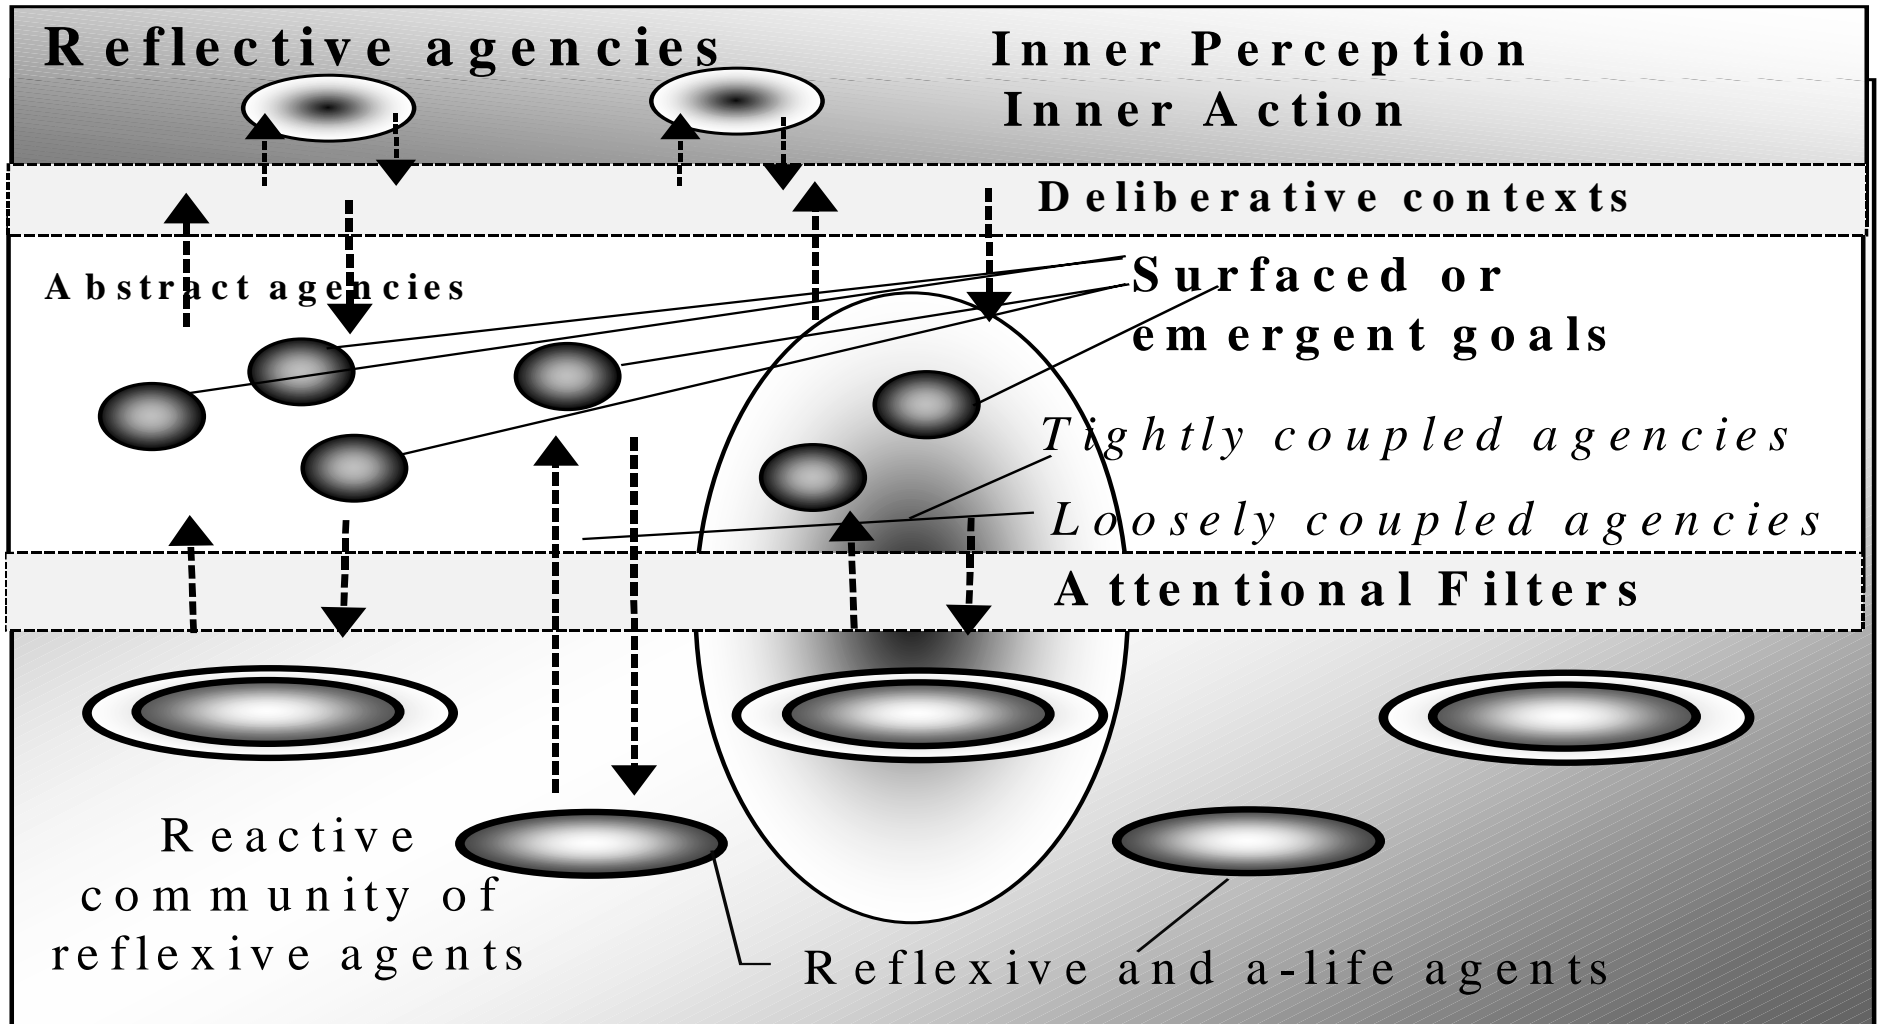 Reflective agencies
Inner Perception
Inner Action
Deliberative contexts
Abstract agencies
Surfaced or
emergent goals
Tightly coupled agencies
Loosely coupled agencies
Attentional Filters
Reactive
community of
reflexive agents
Reflexive and a-life agents